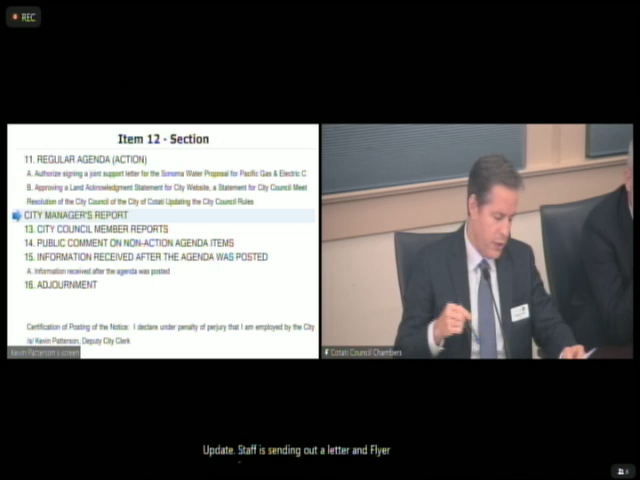 REC
Item 12 - Section
11. REGULAR AGENDA (ACTION)
A. Authorize signing a joint support letter for the Sonoma Water Proposal for Pacific Gas & Electric C
B. Approving a Land Acknowledgment Statement for City Website, a Statement for City Council Meet
Resolution of the City Council of the City of Cotati Updating the City Council Rules
CITY MANAGER'S REPORT
13. CITY COUNCIL MEMBER REPORTS
14. PUBLIC COMMENT ON NON-ACTION AGENDA ITEMS
15. INFORMATION RECEIVED AFTER THE AGENDA WAS POSTED
A. Information received after the agenda was posted
16. ADJOURNMENT
Certification of Posting of the Notice: I declare under penalty of perjury that I am employed by the City
/s/ Kevin Patterson, Deputy City Clerk
Kevin Patterson's screen
Cotati Council Chambers
Update. Staff is sending out a letter and Flyer